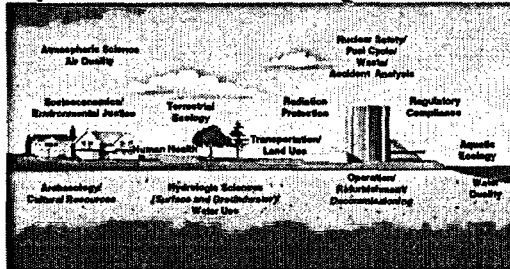 Atmospheric Science
Air Quality
Nuclear Safety/
Fuel Cycle/
Waste/
Accident Analysis
Socioeconomics/
Environmental Justice
Terrestrial
Ecology
Radiation
Protection
Regulatory
Compliance
Human Health
Transportation/
Land Use
Aquatic
Ecology
Archaeology/
Cultural Resources
Hydrologic Sciences
(Surface and Groundwater)/
Water Use
Operation/
Refurbishment/
Decommissioning
Water
Quality